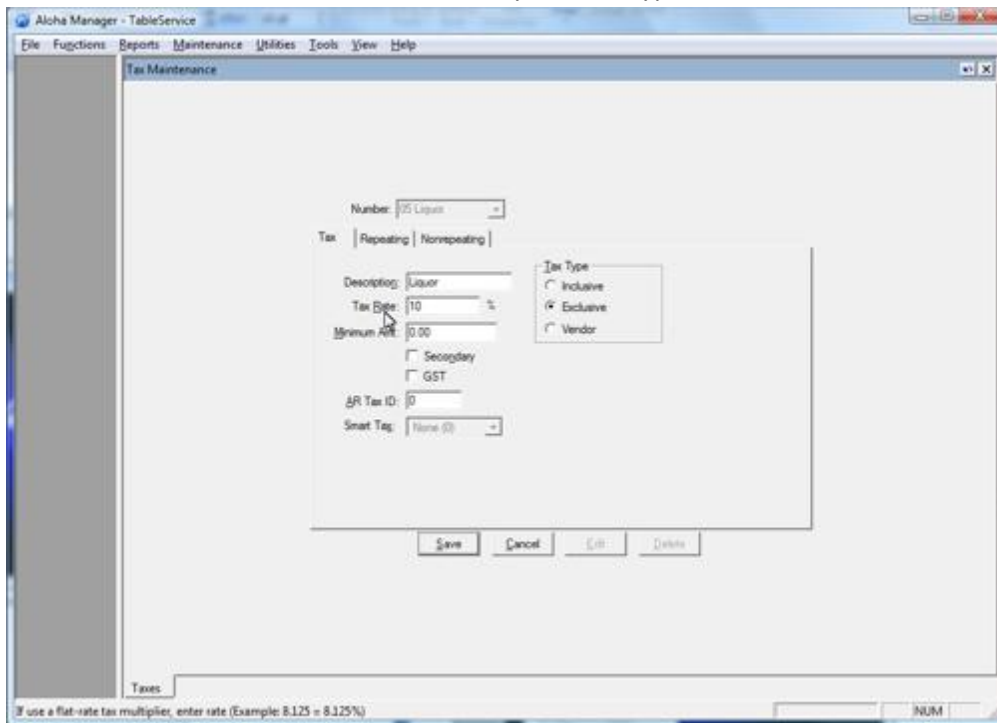 Aloha Manager - TableService
File Functions Reports Maintenance Utilities Tools View Help
Tax Maintenance
Number: 05 Liquor
Tax Repeating Nonrepeating
Description: Liquor
Tax Rate: 10 %
Minimum Amt: 0.00
Secondary
GST
AR Tax ID: 0
Smart Tag: None (0)
Tax Type
Inclusive
Exclusive
Vendor
Save Cancel Edit Delete
Taxes
If use a flat-rate tax multiplier, enter rate (Example: 8.125 = 8.125%) NUM